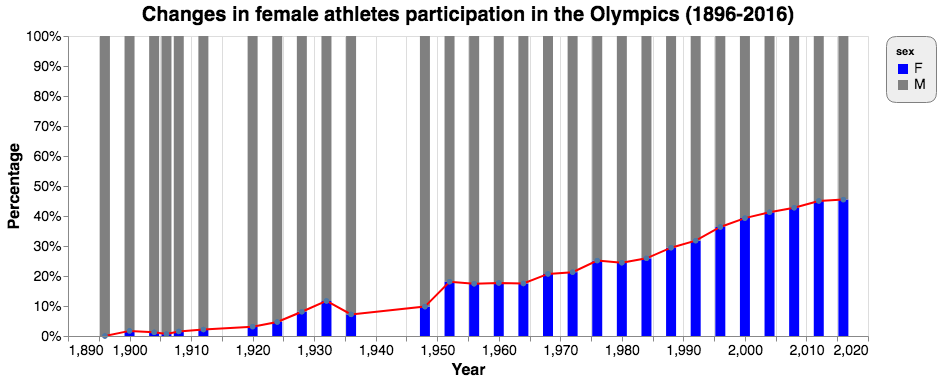 Changes in female athletes participation in the Olympics (1896-2016)
100%
90%
80%
70%
60%
50%
40%
30%
20%
10%
0%
Percentage
1,890 1,900 1,910 1,920 1,930 1,940 1,950 1,960 1,970 1,980 1,990 2,000 2,010 2,020
Year
sex
F
M